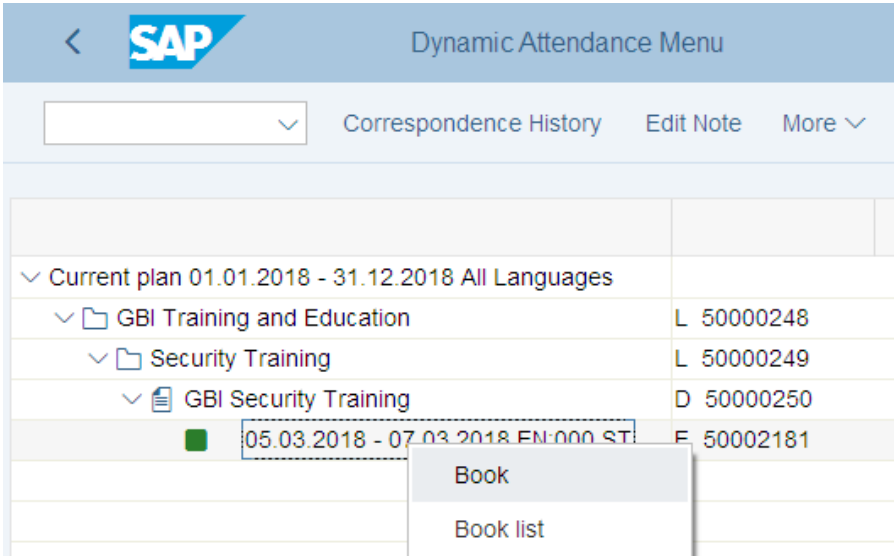 SAP Dynamic Attendance Menu
Correspondence History Edit Note More
Current plan 01.01.2018 - 31.12.2018 All Languages
GBI Training and Education L 50000248
Security Training L 50000249
GBI Security Training D 50000250
05.03.2018 - 07.03.2018 EN:000 ST E 50002181
Book
Book list